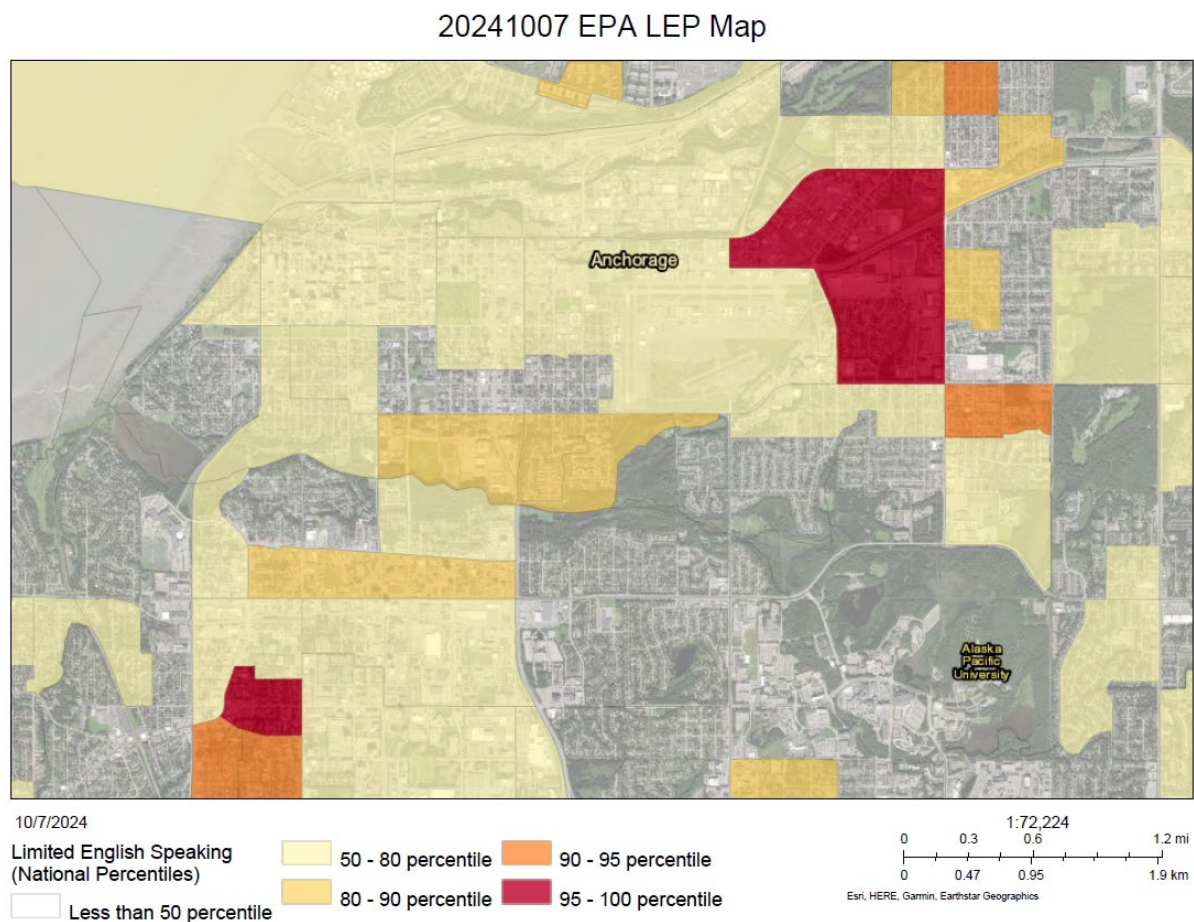 20241007 EPA LEP Map
Anchorage
Alaska
Pacific
University
10/7/2024
Limited English Speaking
(National Percentiles)
Less than 50 percentile
50 - 80 percentile
80 - 90 percentile
90 - 95 percentile
95 - 100 percentile
1:72,224
0 0.3 0.6 1.2 mi
0 0.47 0.95 1.9 km
Esri, HERE, Garmin, Earthstar Geographics